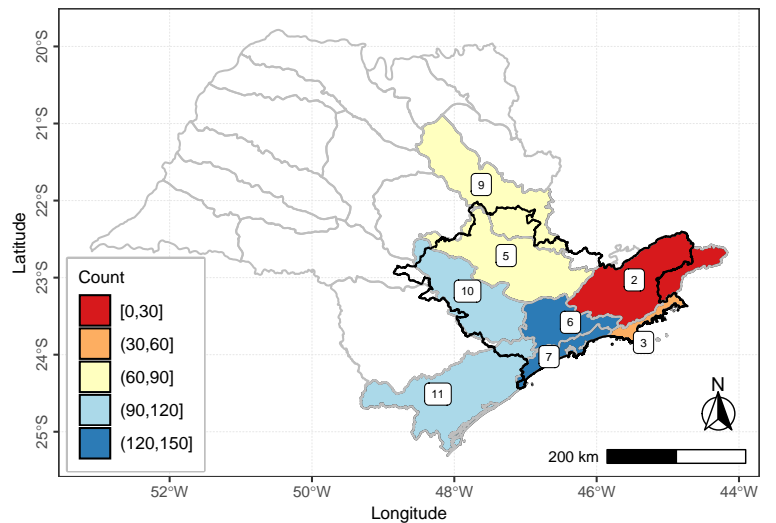 20°S
21°S
22°S
23°S
24°S
25°S
Latitude
9
5
2
10
6
3
7
11
Count
[0,30]
(30,60]
(60,90]
(90,120]
(120,150]
N
200 km
52°W
50°W
48°W
46°W
44°W
Longitude